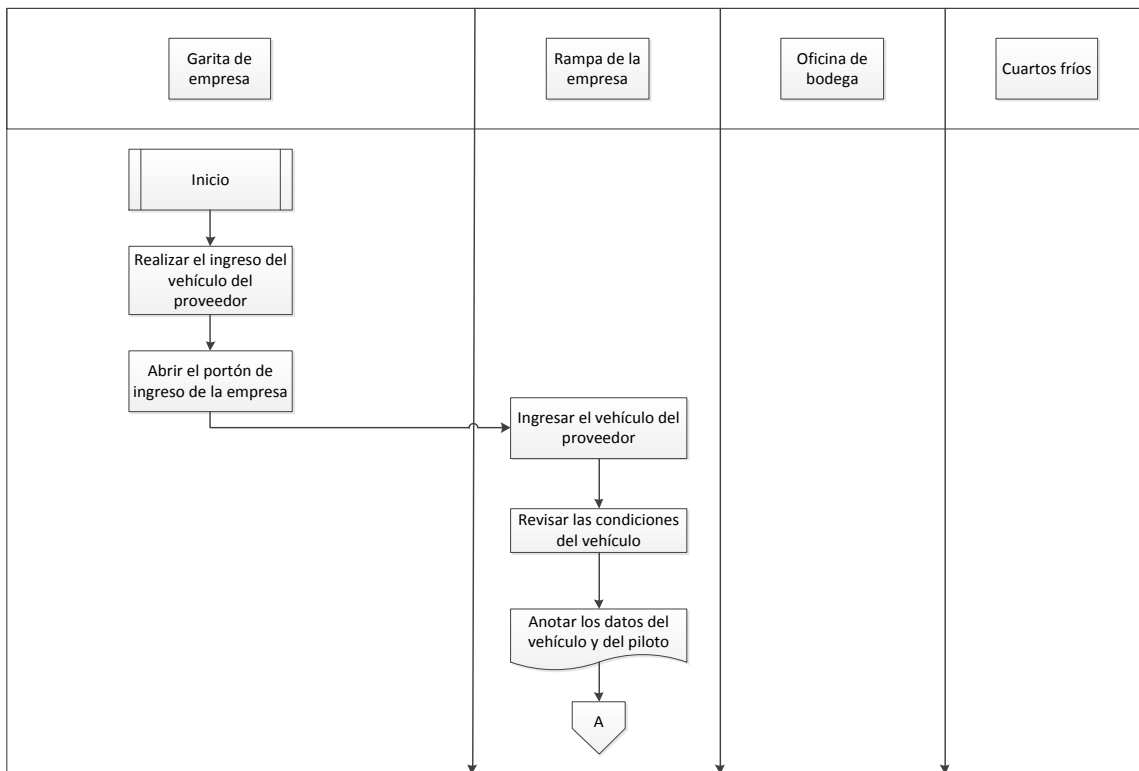 Garita de
empresa
Rampa de la
empresa
Oficina de
bodega
Cuartos fríos
Inicio
Realizar el ingreso del
vehículo del
proveedor
Abrir el portón de
ingreso de la empresa
Ingresar el vehículo del
proveedor
Revisar las condiciones
del vehículo
Anotar los datos del
vehículo y del piloto
A